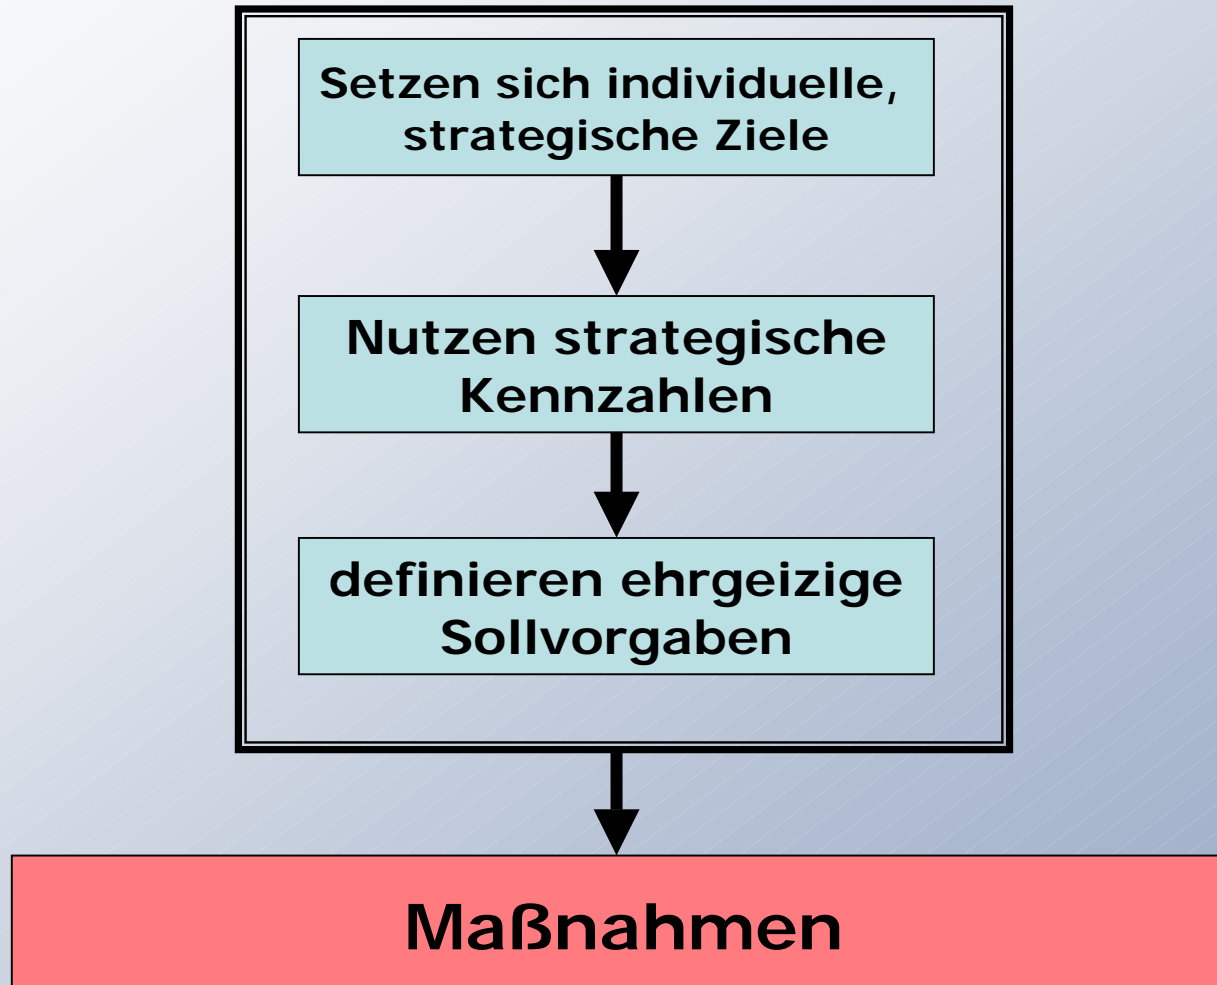 Setzen sich individuelle,
strategische Ziele
Nutzen strategische
Kennzahlen
definieren ehrgeizige
Sollvorgaben
Maßnahmen